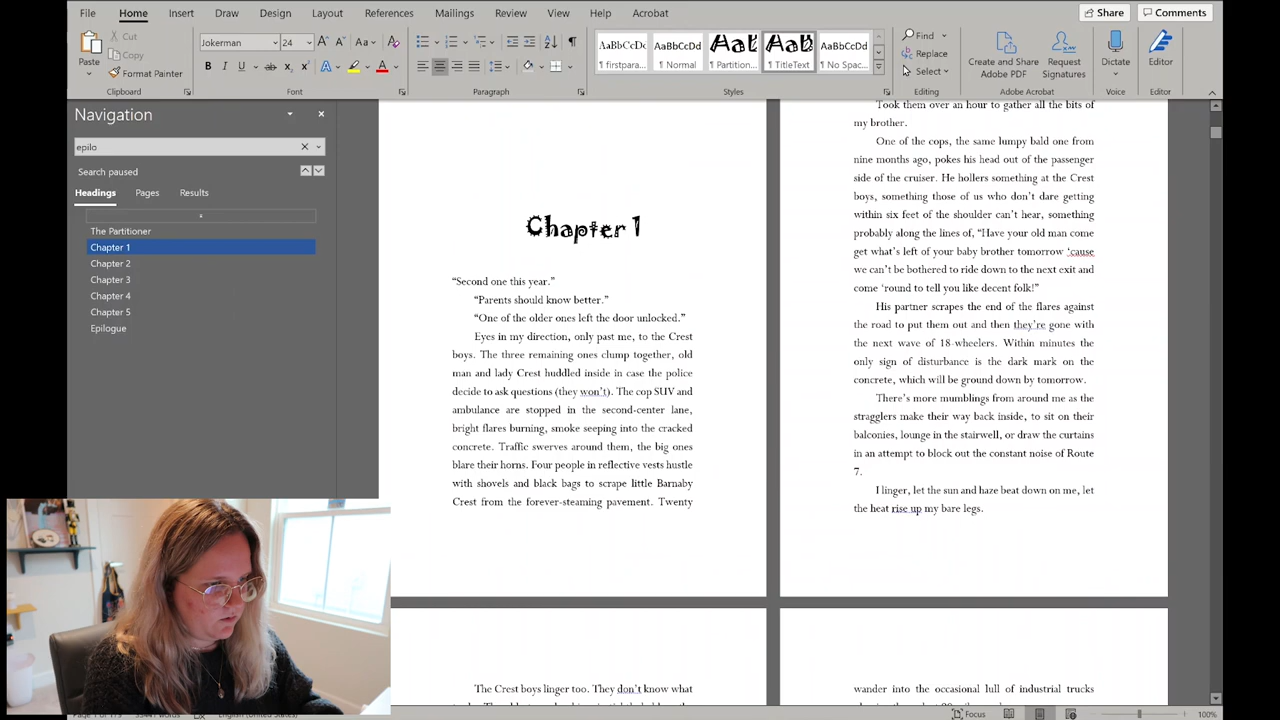 File Home Insert Draw Design Layout References Mailings Review View Help Acrobat Share Comments
Paste Cut Copy Format Painter Clipboard
Jokerman 24 Font
Paragraph
AaBbCcDc ¶ firstpara... AaBbCcDd ¶ Normal AaB ¶ Partition... AaB ¶ TitleText AaBbCcDd ¶ No Spac... Styles
Find Replace Select Editing
Create and Share Adobe PDF Request Signatures Adobe Acrobat
Dictate Voice
Editor Editor
Navigation
epilo
Search paused
Headings Pages Results
The Partitioner
Chapter 1
Chapter 2
Chapter 3
Chapter 4
Chapter 5
Epilogue
Chapter 1
“Second one this year.”
“Parents should know better.”
“One of the older ones left the door unlocked.”
Eyes in my direction, only past me, to the Crest
boys. The three remaining ones clump together, old
man and lady Crest huddled inside in case the police
decide to ask questions (they won’t). The cop SUV and
ambulance are stopped in the second-center lane,
bright flares burning, smoke seeping into the cracked
concrete. Traffic swerves around them, the big ones
blare their horns. Four people in reflective vests hustle
with shovels and black bags to scrape little Barnaby
Crest from the forever-steaming pavement. Twenty
Took them over an hour to gather all the bits of
my brother.
One of the cops, the same lumpy bald one from
nine months ago, pokes his head out of the passenger
side of the cruiser. He hollers something at the Crest
boys, something those of us who don’t dare getting
within six feet of the shoulder can’t hear, something
probably along the lines of, “Have your old man come
get what’s left of your baby brother tomorrow ‘cause
we can’t be bothered to ride down to the next exit and
come ‘round to tell you like decent folk!”
His partner scrapes the end of the flares against
the road to put them out and then they’re gone with
the next wave of 18-wheelers. Within minutes the
only sign of disturbance is the dark mark on the
concrete, which will be ground down by tomorrow.
There’s more mumblings from around me as the
stragglers make their way back inside, to sit on their
balconies, lounge in the stairwell, or draw the curtains
in an attempt to block out the constant noise of Route
7.
I linger, let the sun and haze beat down on me, let
the heat rise up my bare legs.
The Crest boys linger too. They don’t know what
wander into the occasional lull of industrial trucks
Focus 100%